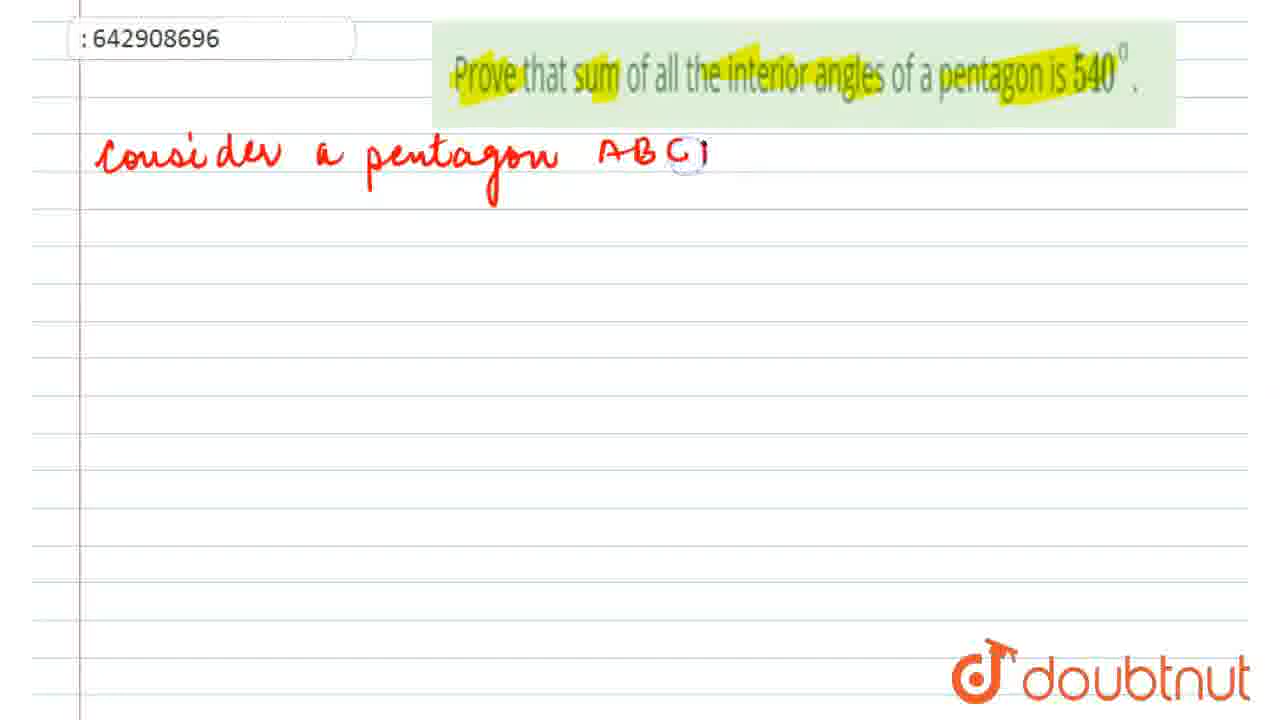 : 642908696
Prove that sum of all the interior angles of a pentagon is 540°.
Consider a pentagon ABC
doubtnut